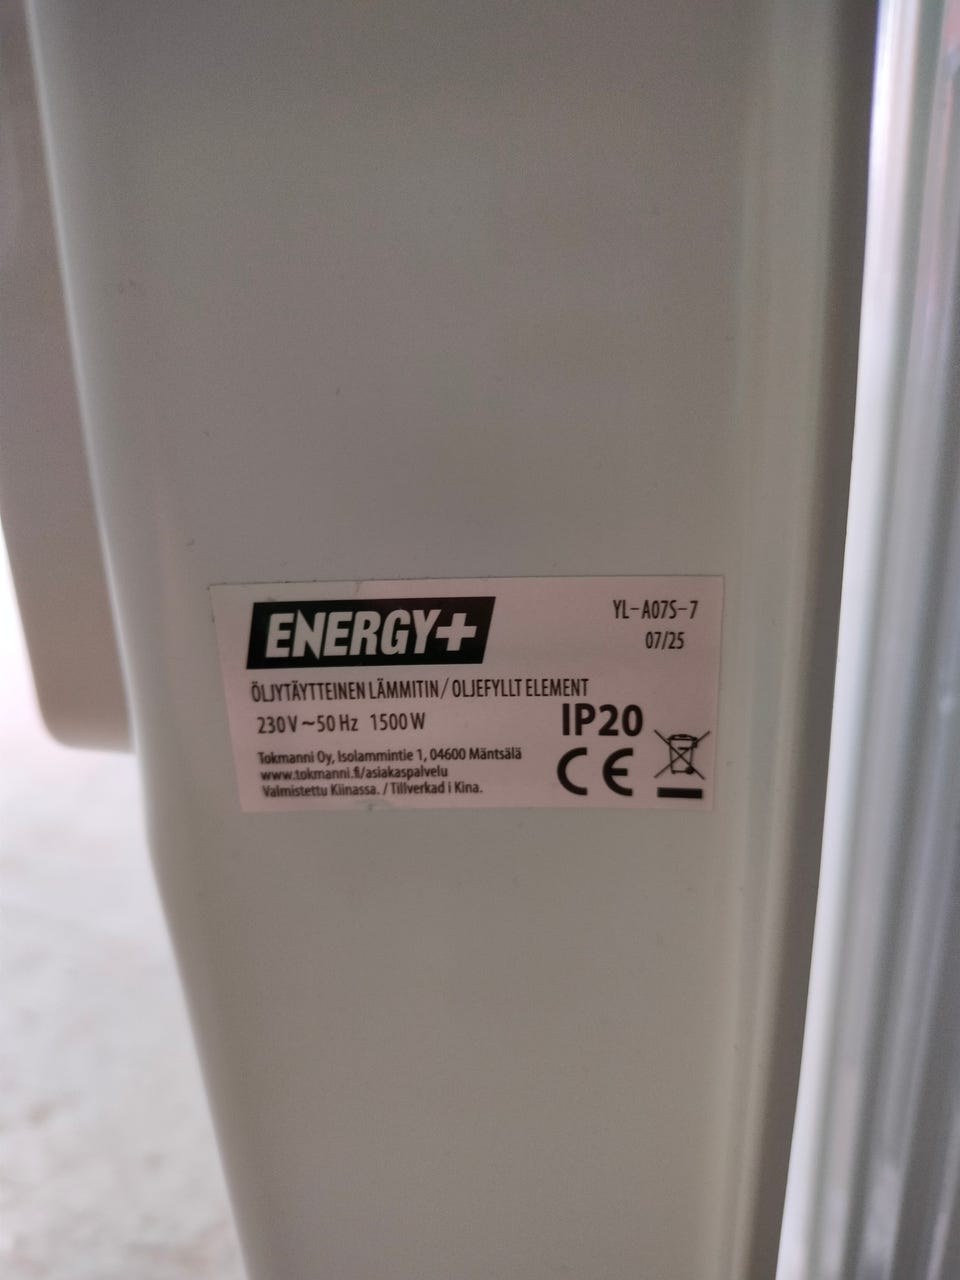 ENERGY+
YL-A07S-7
07/25
ÖLJYTÄYTTEINEN LÄMMITIN / OLJEFYLLT ELEMENT
230 V ~ 50 Hz 1500 W
IP20
Tokmanni Oy, Isolammintie 1, 04600 Mäntsälä
www.tokmanni.fi/asiakaspalvelu
Valmistettu Kiinassa. / Tillverkad i Kina.
CE